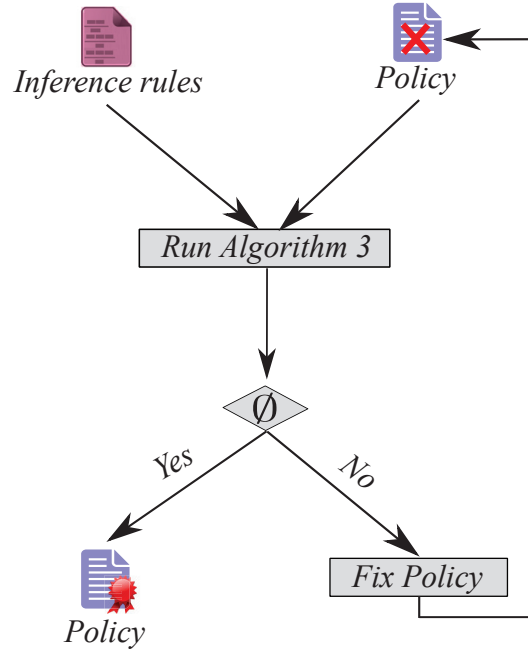 Inference rules
Policy
Run Algorithm 3
Ø
Yes
No
Policy
Fix Policy